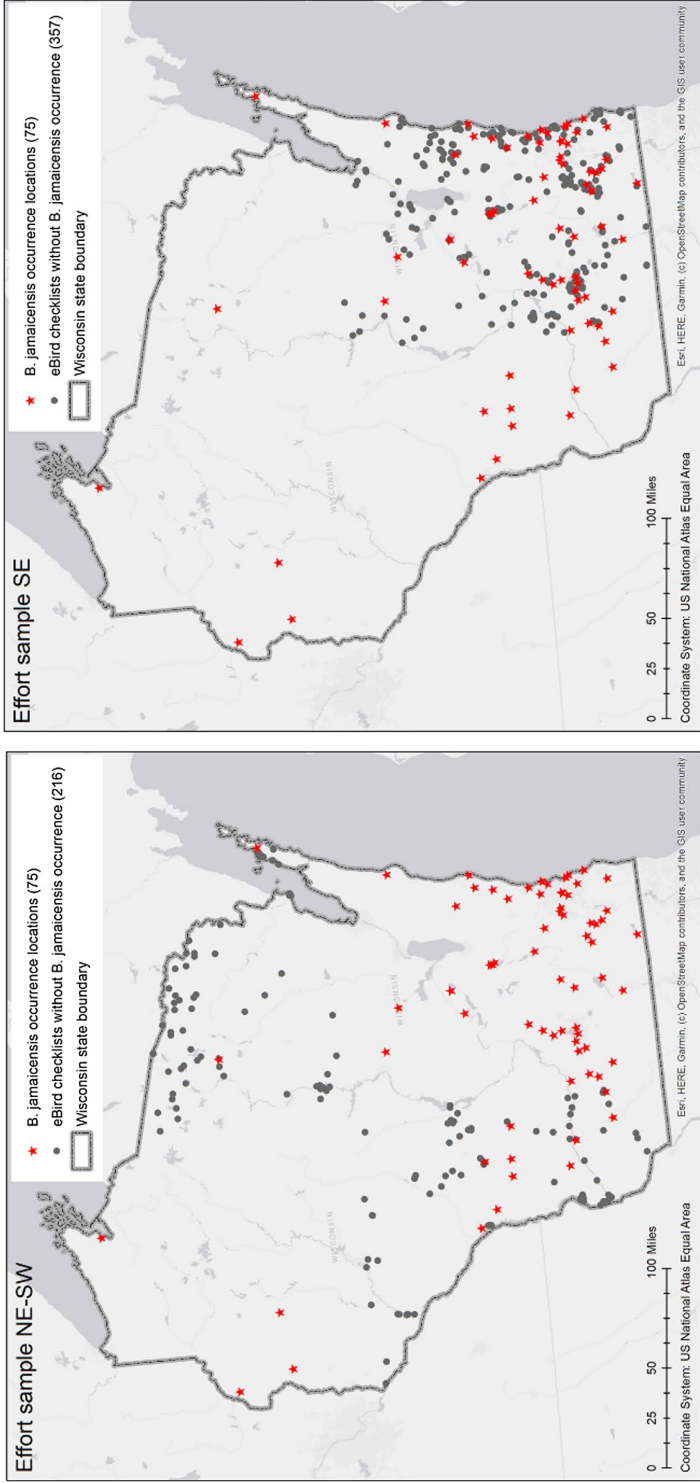 Effort sample NE-SW
B. jamaicensis occurrence locations (75)
eBird checklists without B. jamaicensis occurrence (216)
Wisconsin state boundary
WISCONSIN
WISCONSIN
0 25 50 100 Miles
Coordinate System: US National Atlas Equal Area
Esri, HERE, Garmin, (c) OpenStreetMap contributors, and the GIS user community
Effort sample SE
B. jamaicensis occurrence locations (75)
eBird checklists without B. jamaicensis occurrence (357)
Wisconsin state boundary
WISCONSIN
WISCONSIN
0 25 50 100 Miles
Coordinate System: US National Atlas Equal Area
Esri, HERE, Garmin, (c) OpenStreetMap contributors, and the GIS user community